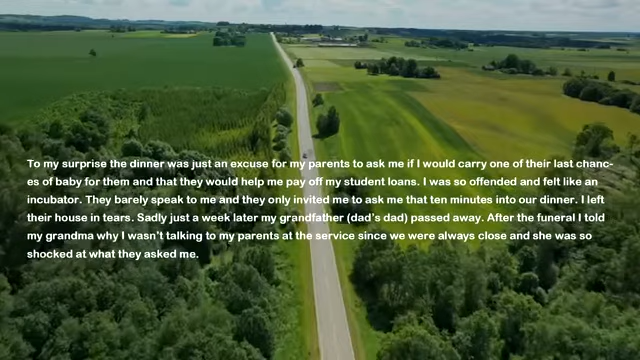 To my surprise the dinner was just an excuse for my parents to ask me if I would carry one of their last chanc-
es of baby for them and that they would help me pay off my student loans. I was so offended and felt like an
incubator. They barely speak to me and they only invited me to ask me that ten minutes into our dinner. I left
their house in tears. Sadly just a week later my grandfather (dad's dad) passed away. After the funeral I told
my grandma why I wasn't talking to my parents at the service since we were always close and she was so
shocked at what they asked me.